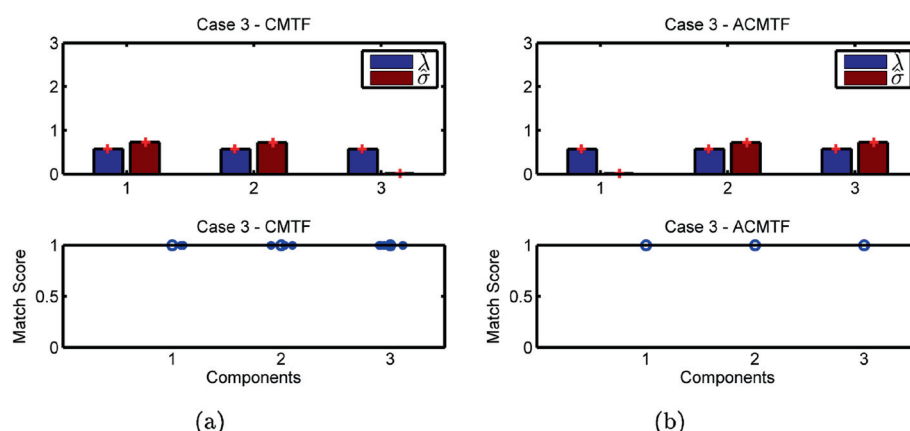 Case 3 - CMTF
3
2
1
0
λ̂
σ̂
1 2 3
Case 3 - CMTF
Match Score
1
0.5
0
1 2 3
Components
(a)
Case 3 - ACMTF
3
2
1
0
λ̂
σ̂
1 2 3
Case 3 - ACMTF
Match Score
1
0.5
0
1 2 3
Components
(b)